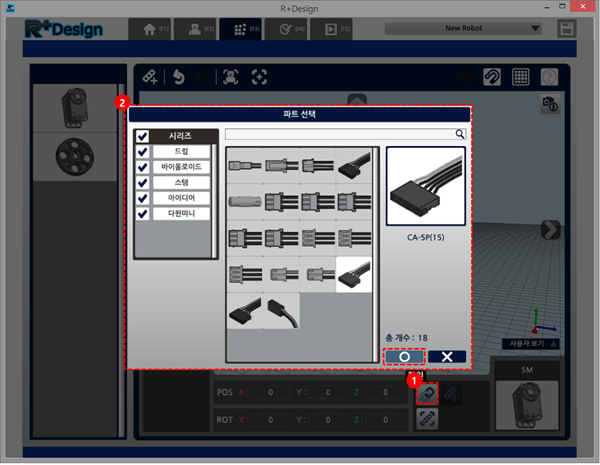 R+Design
R+Design
(F1)
(F2)
(F3)
(F4)
(F5)
New Robot
2
파트 선택
시리즈
드림
바이올로이드
스템
아이디어
다윈미니
CA-5P(15)
총 개수 : 18
사용자 보기
1
POS X : 0 Y : 0 Z : 0
ROT X : 0 Y : 0 Z : 0
SM